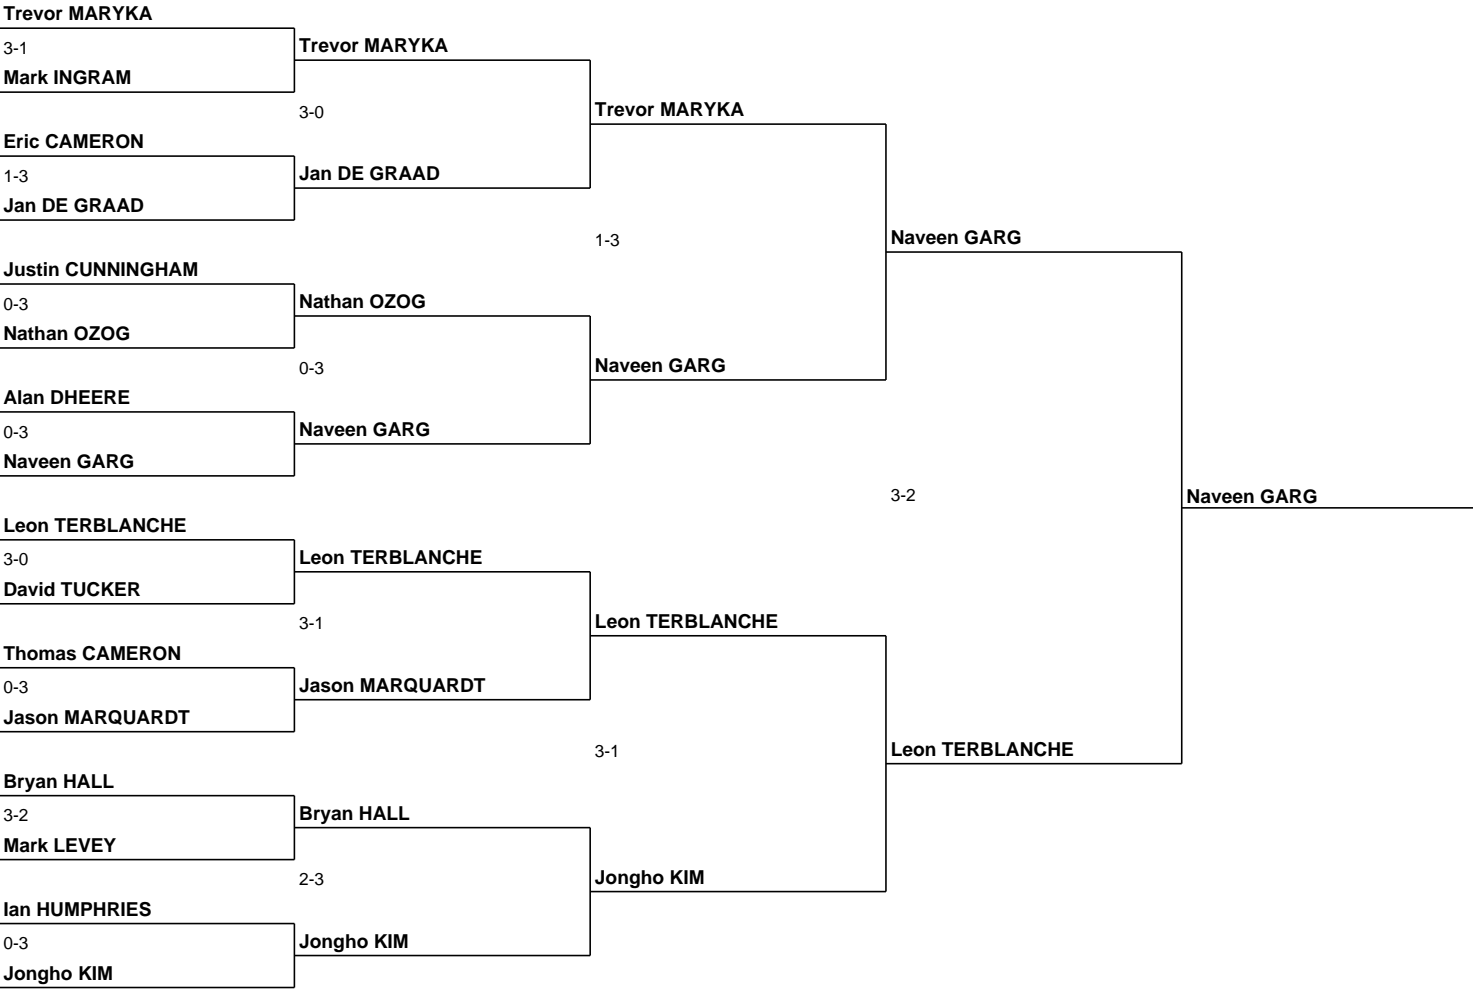 Trevor MARYKA
3-1
Mark INGRAM
Eric CAMERON
1-3
Jan DE GRAAD
Justin CUNNINGHAM
0-3
Nathan OZOG
Alan DHEERE
0-3
Naveen GARG
Leon TERBLANCHE
3-0
David TUCKER
Thomas CAMERON
0-3
Jason MARQUARDT
Bryan HALL
3-2
Mark LEVEY
Ian HUMPHRIES
0-3
Jongho KIM
Trevor MARYKA
3-0
Jan DE GRAAD
Nathan OZOG
0-3
Naveen GARG
Leon TERBLANCHE
3-1
Jason MARQUARDT
Bryan HALL
2-3
Jongho KIM
Trevor MARYKA
1-3
Naveen GARG
Leon TERBLANCHE
3-1
Jongho KIM
Naveen GARG
3-2
Leon TERBLANCHE
Naveen GARG